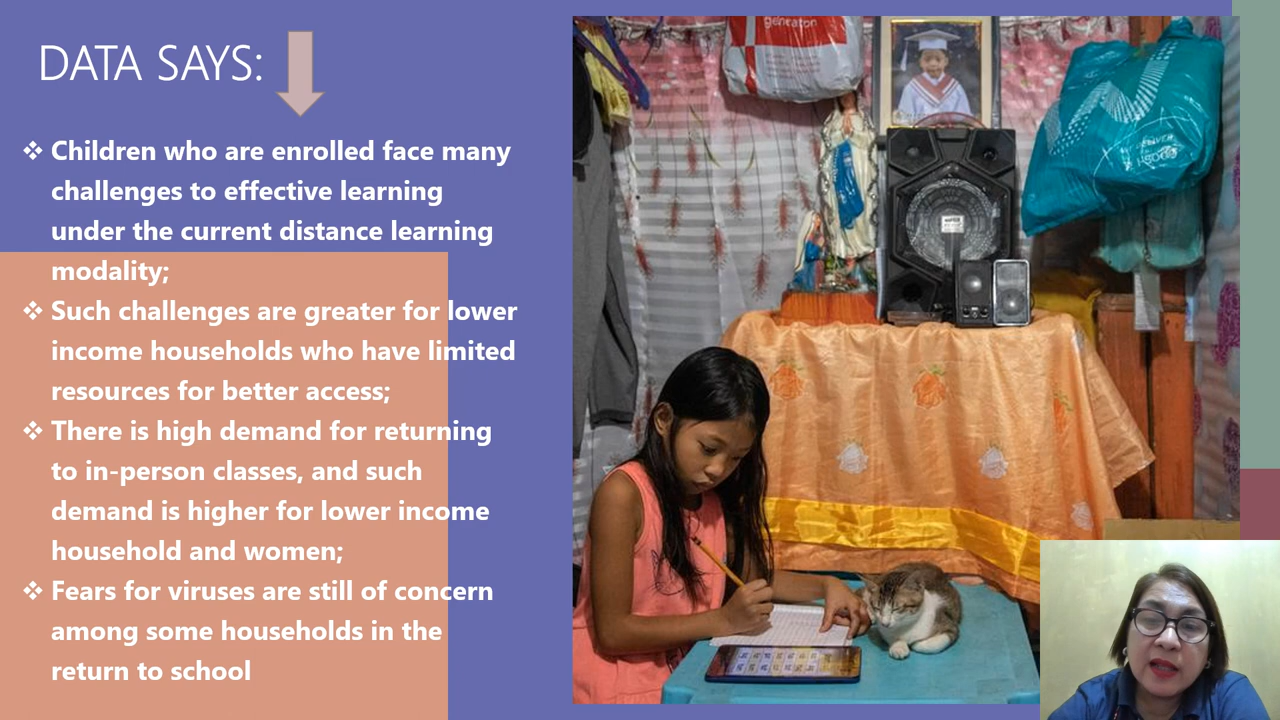 DATA SAYS:
❖ Children who are enrolled face many
challenges to effective learning
under the current distance learning
modality;
❖ Such challenges are greater for lower
income households who have limited
resources for better access;
❖ There is high demand for returning
to in-person classes, and such
demand is higher for lower income
household and women;
❖ Fears for viruses are still of concern
among some households in the
return to school